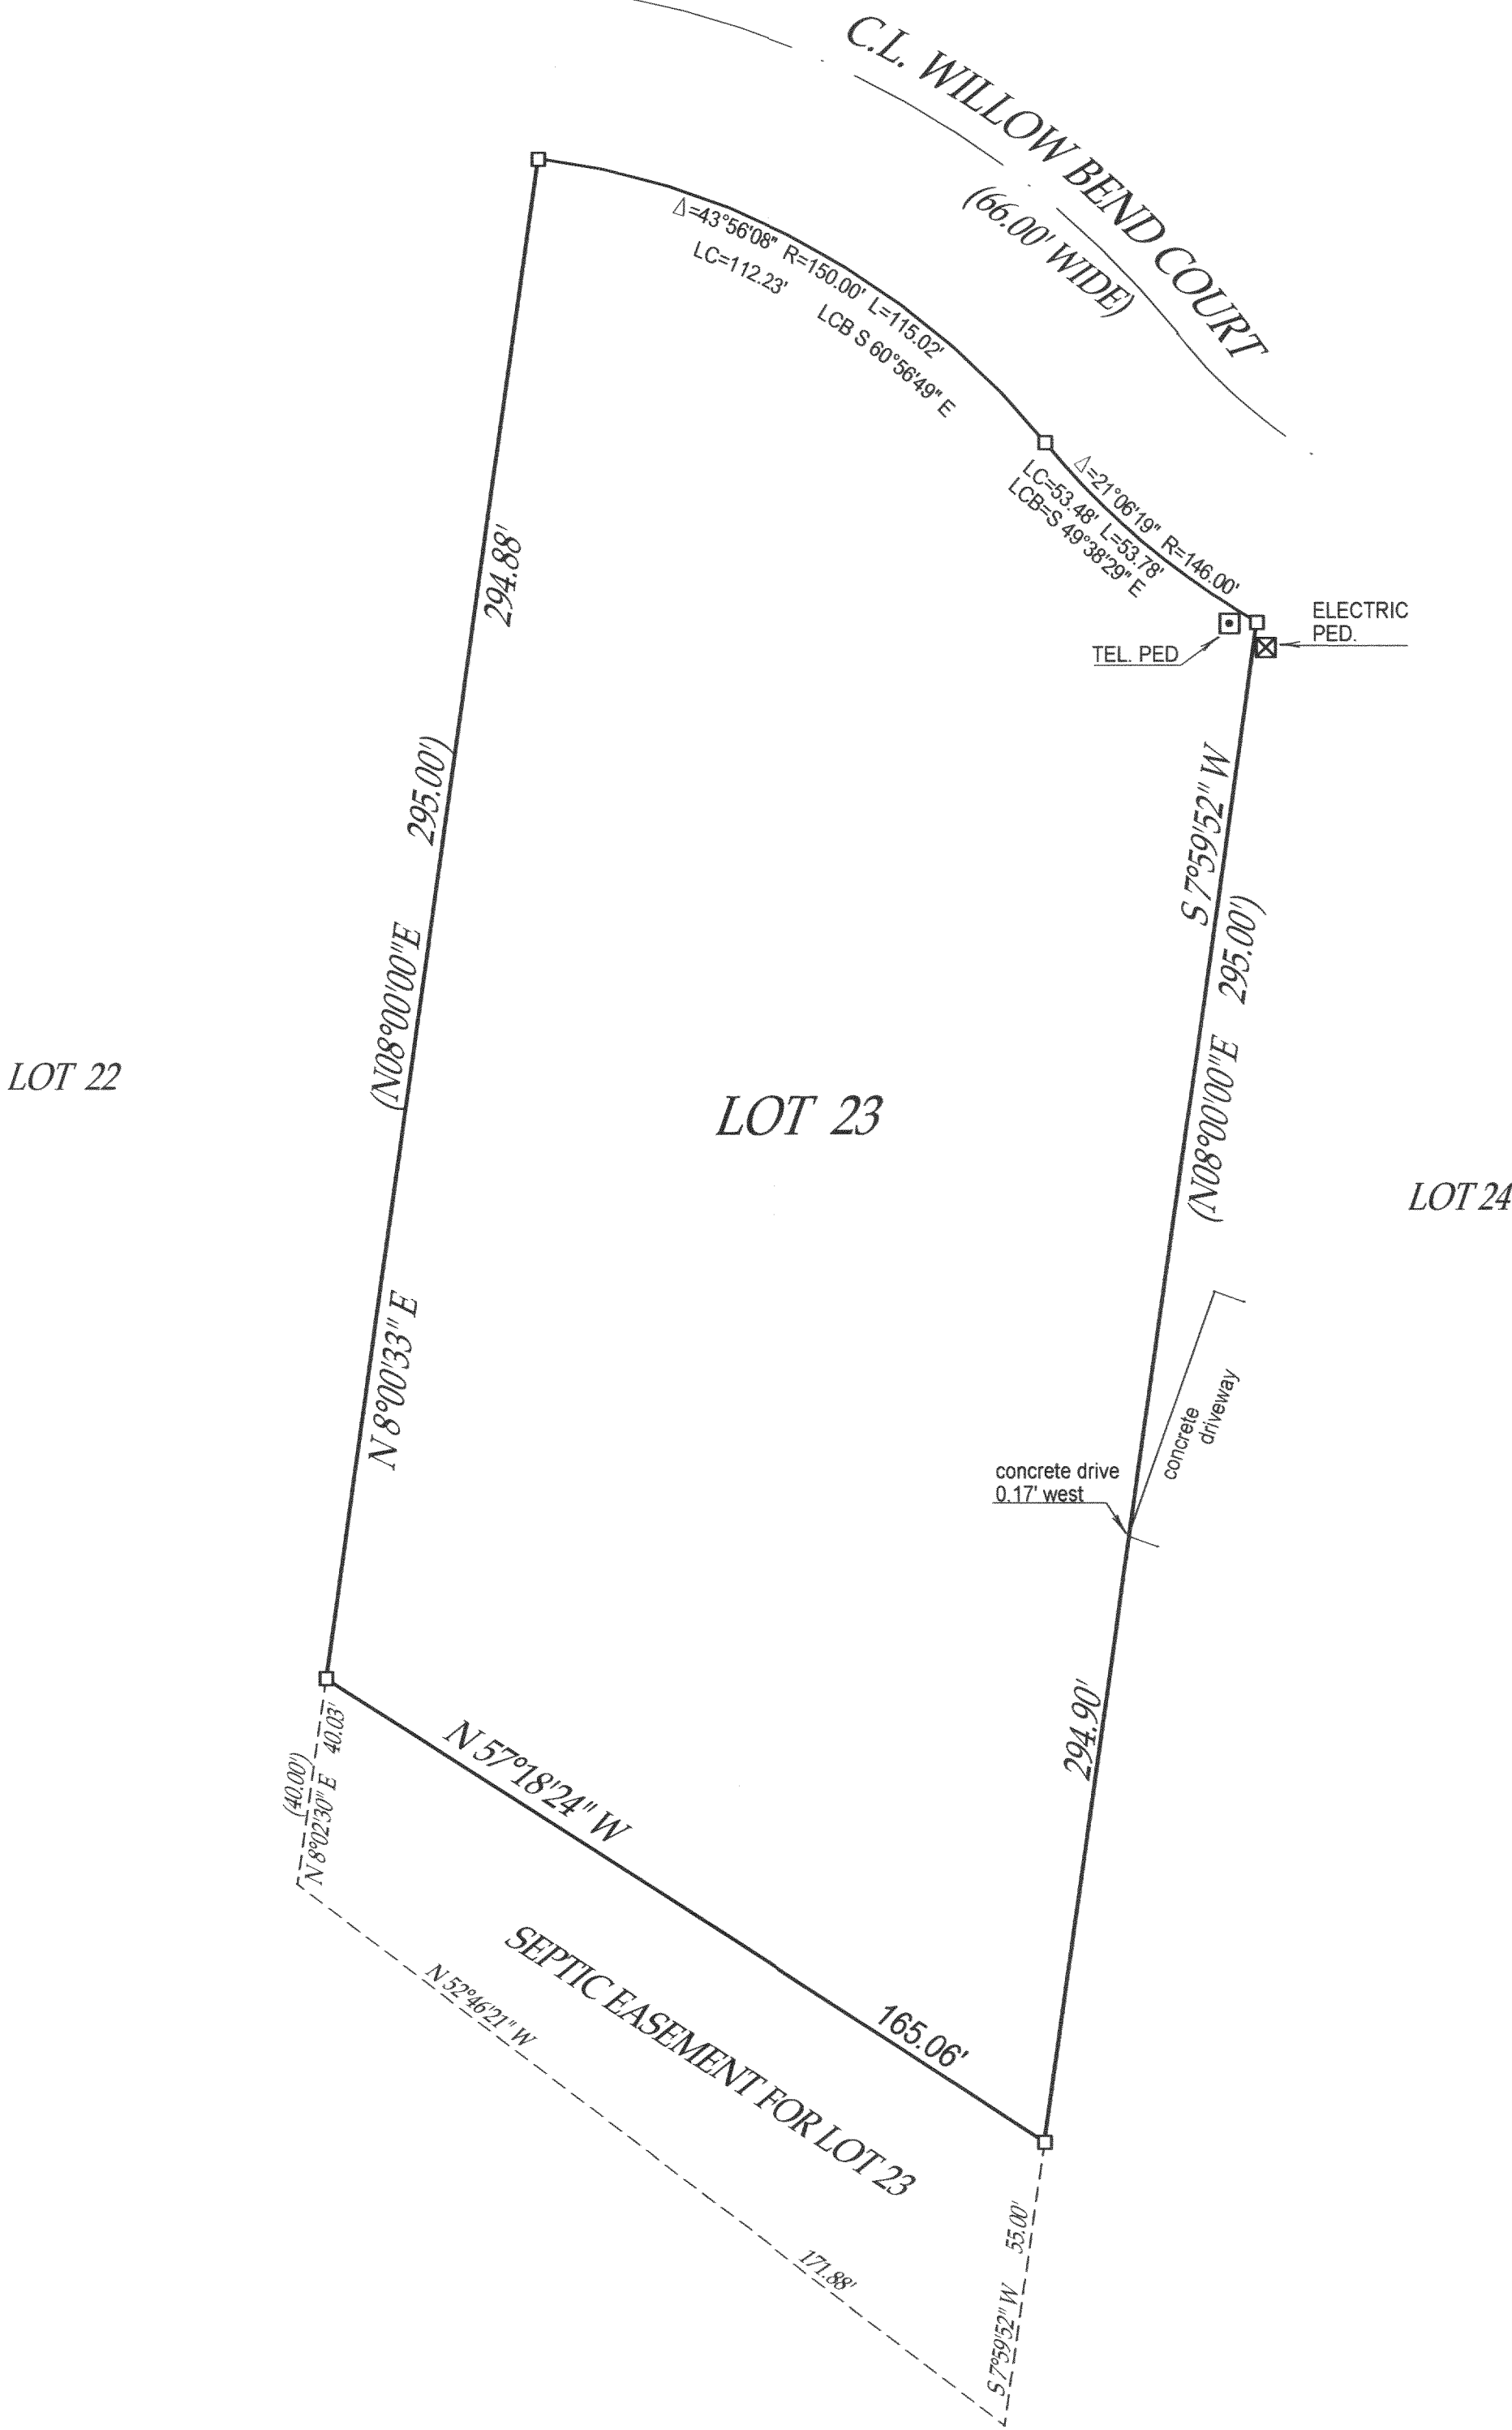 C.L. WILLOW BEND COURT
(66.00' WIDE)
Δ=43°56'08" R=150.00' L=115.02'
LC=112.23'
LCB S 60°56'49" E
Δ=21°06'19" R=146.00'
LC=53.48' L=53.78'
LCB=S 49°38'29" E
ELECTRIC
PED.
TEL. PED
294.88'
295.00')
(N08°00'00"E
N 8°00'33" E
S 7°59'52" W
295.00')
(N08°00'00"E
LOT 22
LOT 23
LOT 24
concrete
driveway
concrete drive
0.17' west
294.90'
N 57°18'24" W
165.06'
(40.00')
N 8°02'30" E 40.03'
SEPTIC EASEMENT FOR LOT 23
N 52°46'21" W
171.88'
S 7°59'52" W 55.00'